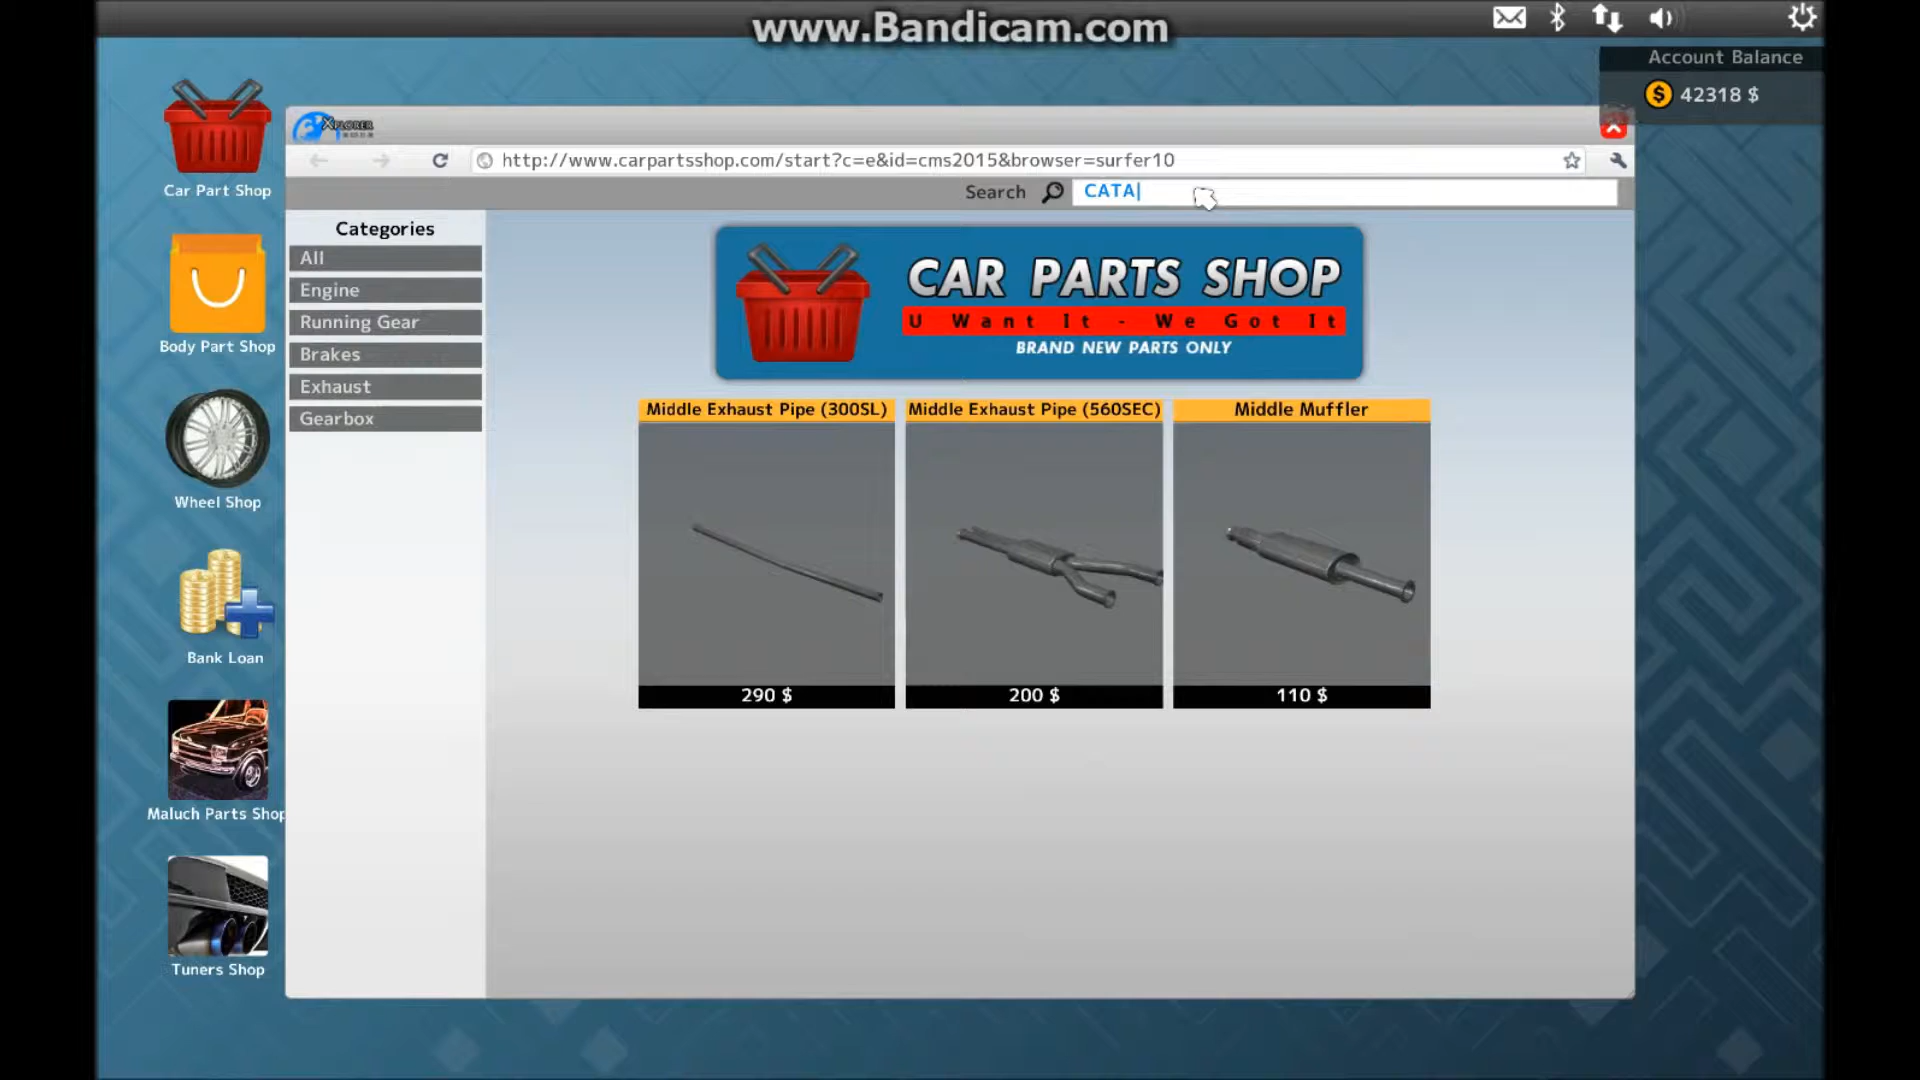 www.Bandicam.com
Account Balance
42318 $
Car Part Shop
Body Part Shop
Wheel Shop
Bank Loan
Maluch Parts Shop
Tuners Shop
XPLORER
http://www.carpartsshop.com/start?c=e&id=cms2015&browser=surfer10
Search CATA
Categories
All
Engine
Running Gear
Brakes
Exhaust
Gearbox
CAR PARTS SHOP
U Want It - We Got It
BRAND NEW PARTS ONLY
Middle Exhaust Pipe (300SL)
290 $
Middle Exhaust Pipe (560SEC)
200 $
Middle Muffler
110 $